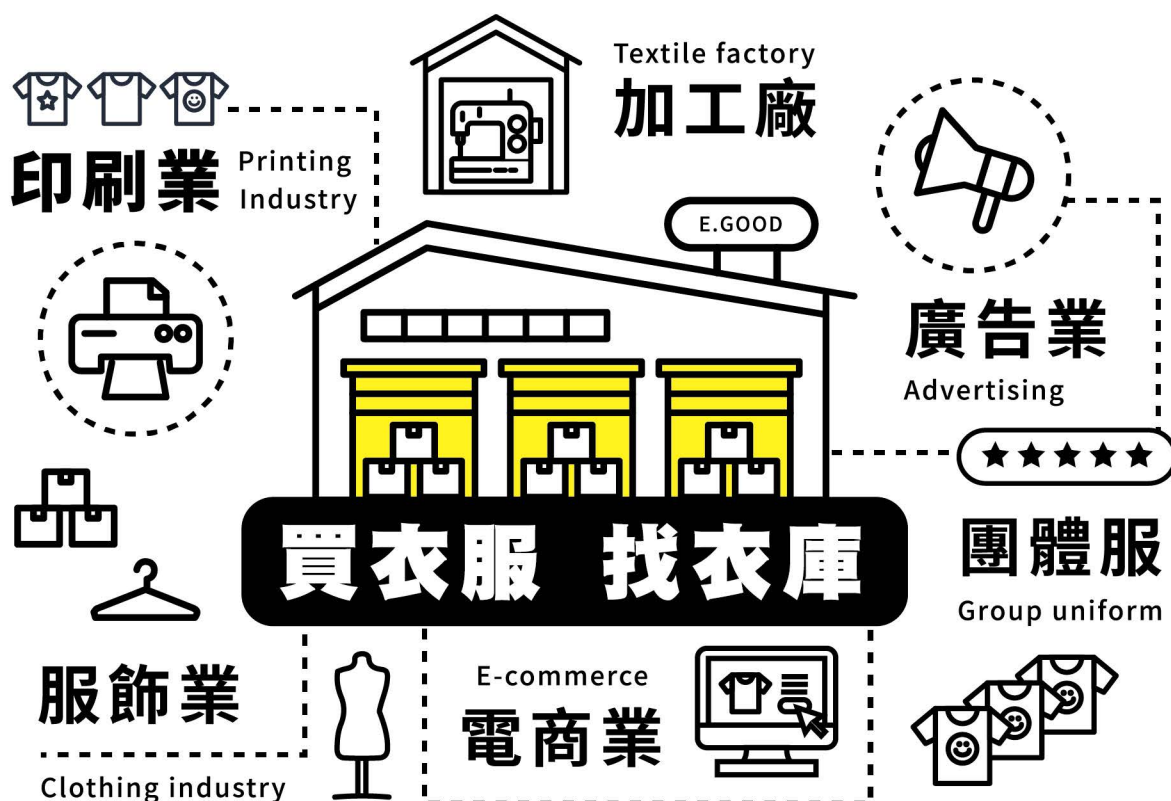 Textile factory
加工廠
印刷業
Printing
Industry
E.GOOD
廣告業
Advertising
買衣服 找衣庫
團體服
Group uniform
服飾業
Clothing industry
E-commerce
電商業